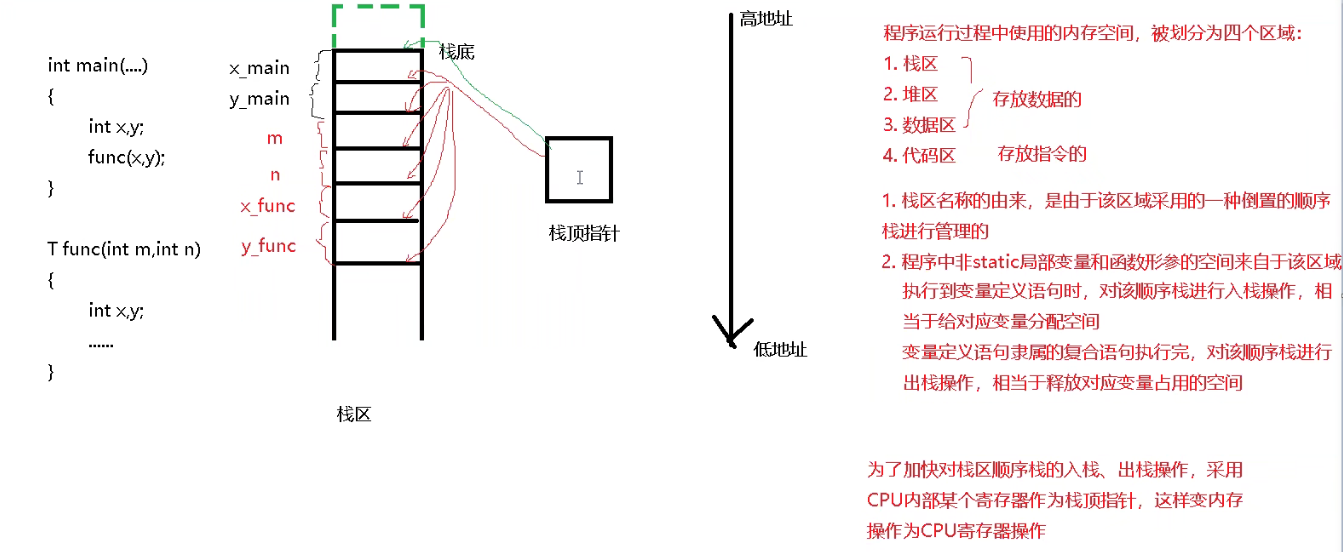 int main(....)
{
int x,y;
func(x,y);
}
T func(int m,int n)
{
int x,y;
......
}
x_main
y_main
m
n
x_func
y_func
栈底
栈顶指针
栈区
高地址
低地址
程序运行过程中使用的内存空间，被划分为四个区域：
1. 栈区
2. 堆区
3. 数据区
4. 代码区
存放数据的
存放指令的
1. 栈区名称的由来，是由于该区域采用的一种倒置的顺序
栈进行管理的
2. 程序中非static局部变量和函数形参的空间来自于该区域
执行到变量定义语句时，对该顺序栈进行入栈操作，相
当于给对应变量分配空间
变量定义语句隶属的复合语句执行完，对该顺序栈进行
出栈操作，相当于释放对应变量占用的空间
为了加快对栈区顺序栈的入栈、出栈操作，采用
CPU内部某个寄存器作为栈顶指针，这样变内存
操作为CPU寄存器操作